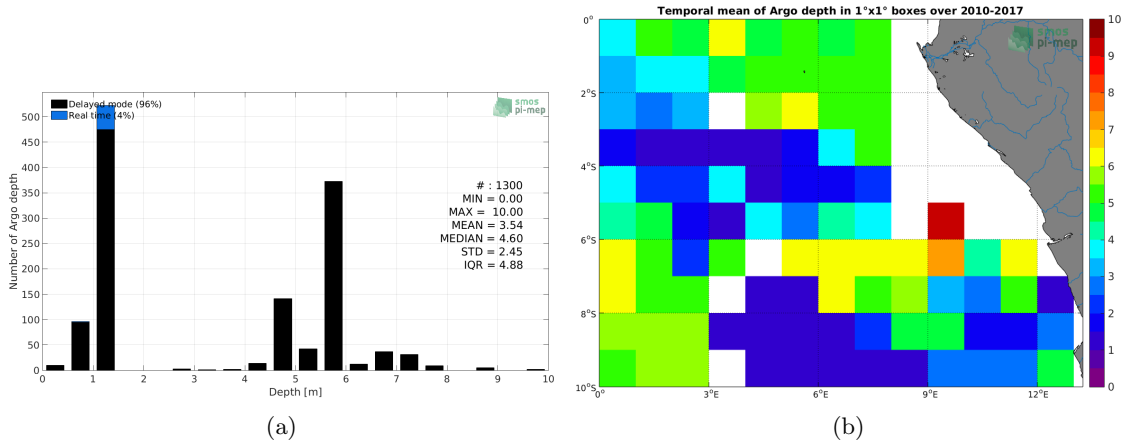 Delayed mode (96%)
Real time (4%)
smos
pi-mep
Number of Argo depth
500
450
400
350
300
250
200
150
100
50
0
# : 1300
MIN = 0.00
MAX = 10.00
MEAN = 3.54
MEDIAN = 4.60
STD = 2.45
IQR = 4.88
0 1 2 3 4 5 6 7 8 9 10
Depth [m]
(a)
Temporal mean of Argo depth in 1°x1° boxes over 2010-2017
smos
pi-mep
0°
2°S
4°S
6°S
8°S
10°S
0° 3°E 6°E 9°E 12°E
10
9
8
7
6
5
4
3
2
1
0
(b)